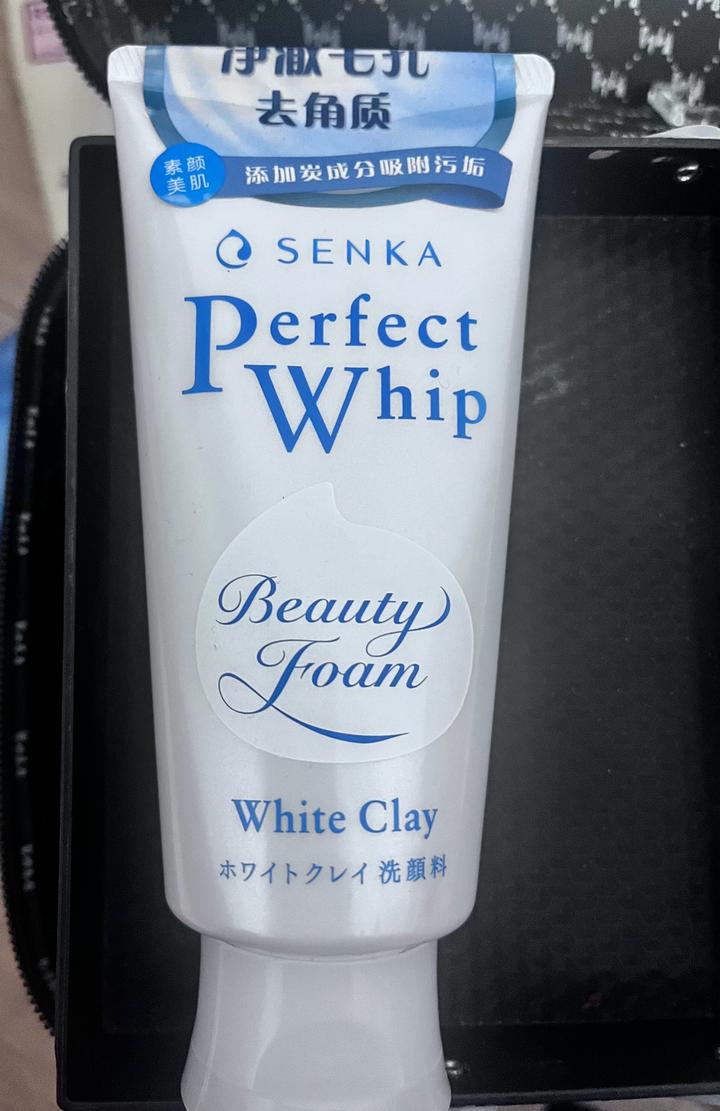 净澈毛孔
去角质
素颜
美肌
添加炭成分吸附污垢
SENKA
Perfect
Whip
Beauty
Foam
White Clay
ホワイトクレイ 洗顔料